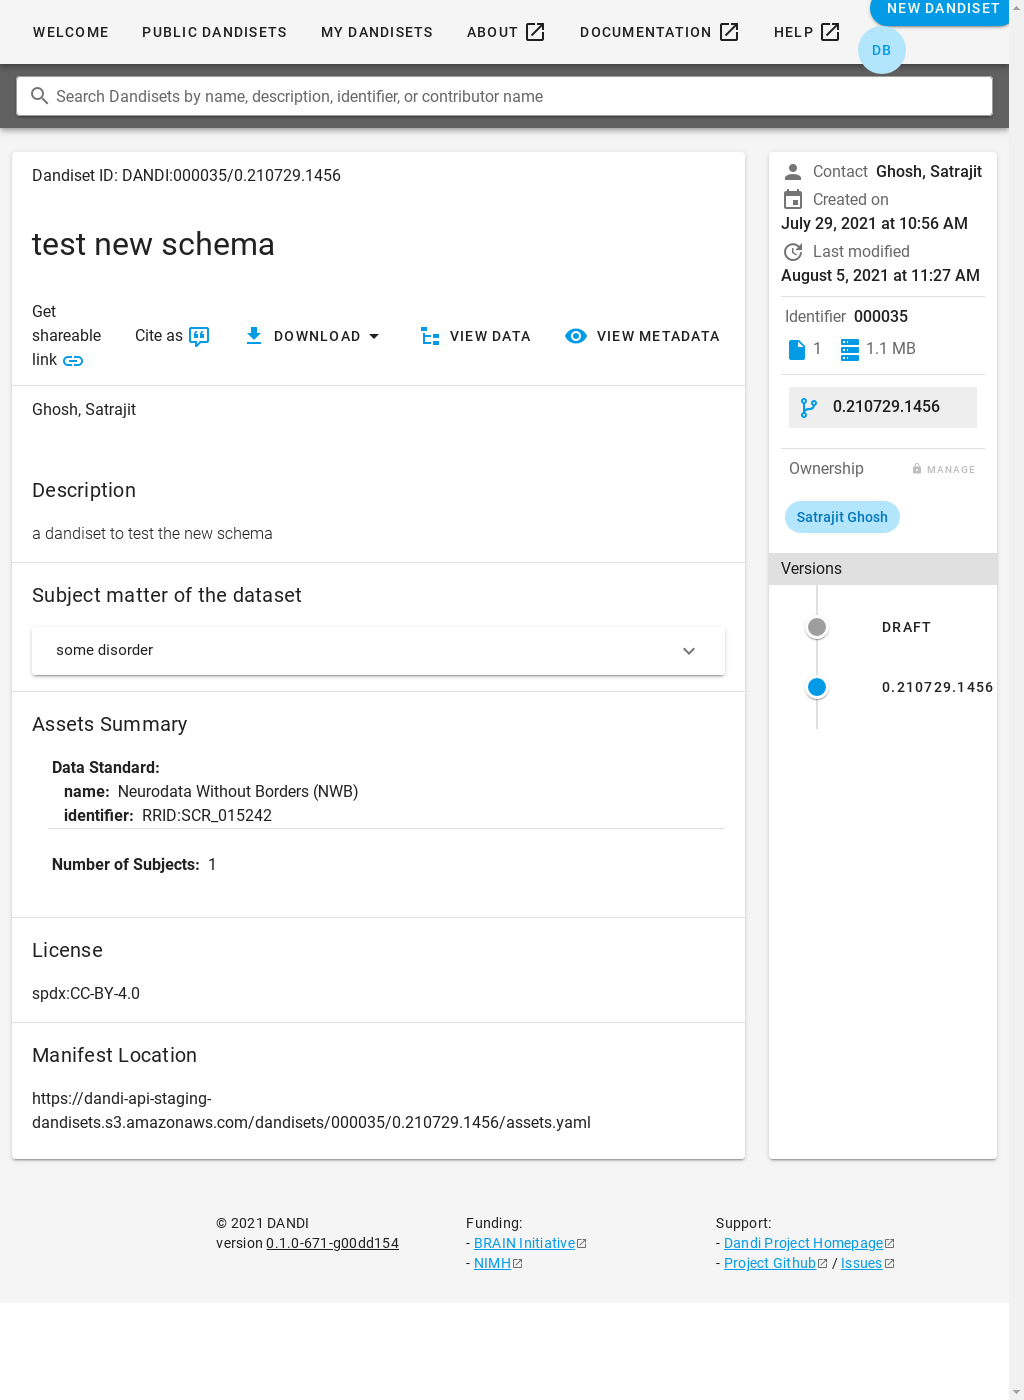 WELCOME PUBLIC DANDISETS MY DANDISETS ABOUT DOCUMENTATION HELP NEW DANDISET
DB
Search Dandisets by name, description, identifier, or contributor name
Dandiset ID: DANDI:000035/0.210729.1456
test new schema
Get
shareable
link
Cite as
DOWNLOAD
VIEW DATA
VIEW METADATA
Ghosh, Satrajit
Description
a dandiset to test the new schema
Subject matter of the dataset
some disorder
Assets Summary
Data Standard:
name: Neurodata Without Borders (NWB)
identifier: RRID:SCR_015242
Number of Subjects: 1
License
spdx:CC-BY-4.0
Manifest Location
https://dandi-api-staging-
dandisets.s3.amazonaws.com/dandisets/000035/0.210729.1456/assets.yaml
Contact Ghosh, Satrajit
Created on
July 29, 2021 at 10:56 AM
Last modified
August 5, 2021 at 11:27 AM
Identifier 000035
1 1.1 MB
0.210729.1456
Ownership MANAGE
Satrajit Ghosh
Versions
DRAFT
0.210729.1456
© 2021 DANDI
version 0.1.0-671-g00dd154
Funding:
- BRAIN Initiative
- NIMH
Support:
- Dandi Project Homepage
- Project Github / Issues